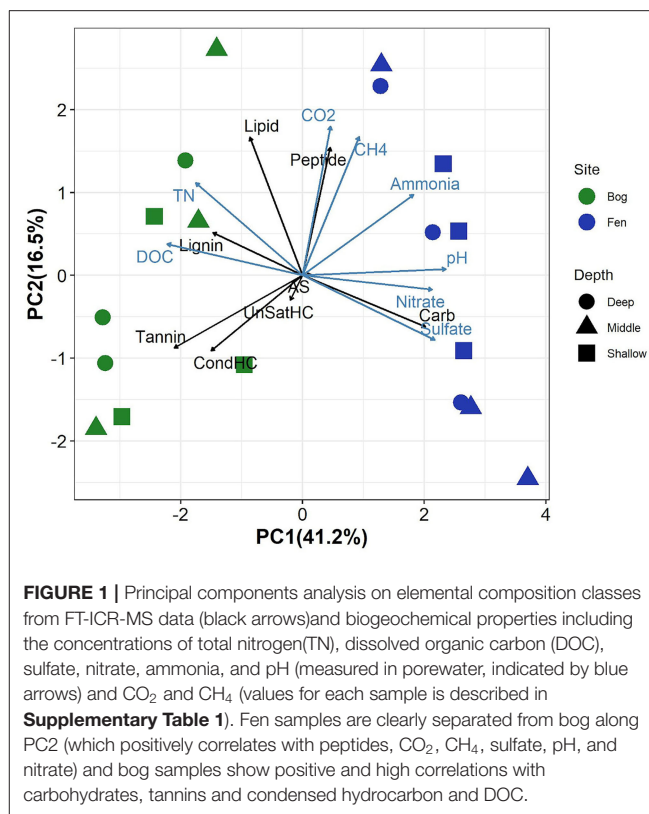 2
1
0
-1
-2
-2
0
2
4
PC2(16.5%)
PC1(41.2%)
Lipid
CO2
Peptide
CH4
Ammonia
TN
Lignin
DOC
pH
AS
UnSatHC
Nitrate
Carb
Sulfate
Tannin
CondHC
Site
Bog
Fen
Depth
Deep
Middle
Shallow
FIGURE 1 | Principal components analysis on elemental composition classes
from FT-ICR-MS data (black arrows)and biogeochemical properties including
the concentrations of total nitrogen(TN), dissolved organic carbon (DOC),
sulfate, nitrate, ammonia, and pH (measured in porewater, indicated by blue
arrows) and CO₂ and CH₄ (values for each sample is described in
Supplementary Table 1). Fen samples are clearly separated from bog along
PC2 (which positively correlates with peptides, CO₂, CH₄, sulfate, pH, and
nitrate) and bog samples show positive and high correlations with
carbohydrates, tannins and condensed hydrocarbon and DOC.